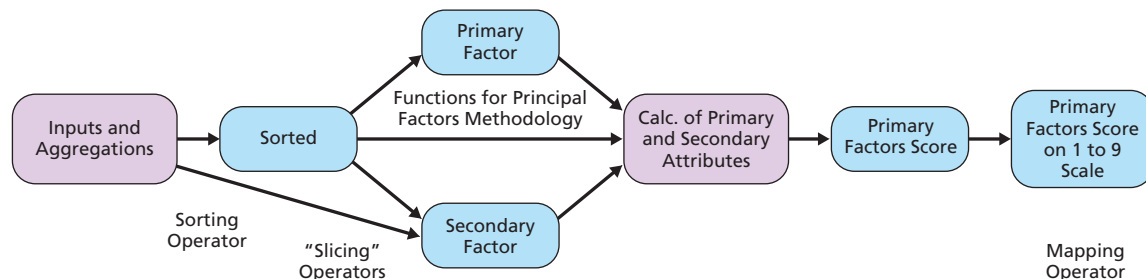 Inputs and
Aggregations
Sorting
Operator
Sorted
"Slicing"
Operators
Primary
Factor
Functions for Principal
Factors Methodology
Secondary
Factor
Calc. of Primary
and Secondary
Attributes
Primary
Factors Score
Primary
Factors Score
on 1 to 9
Scale
Mapping
Operator